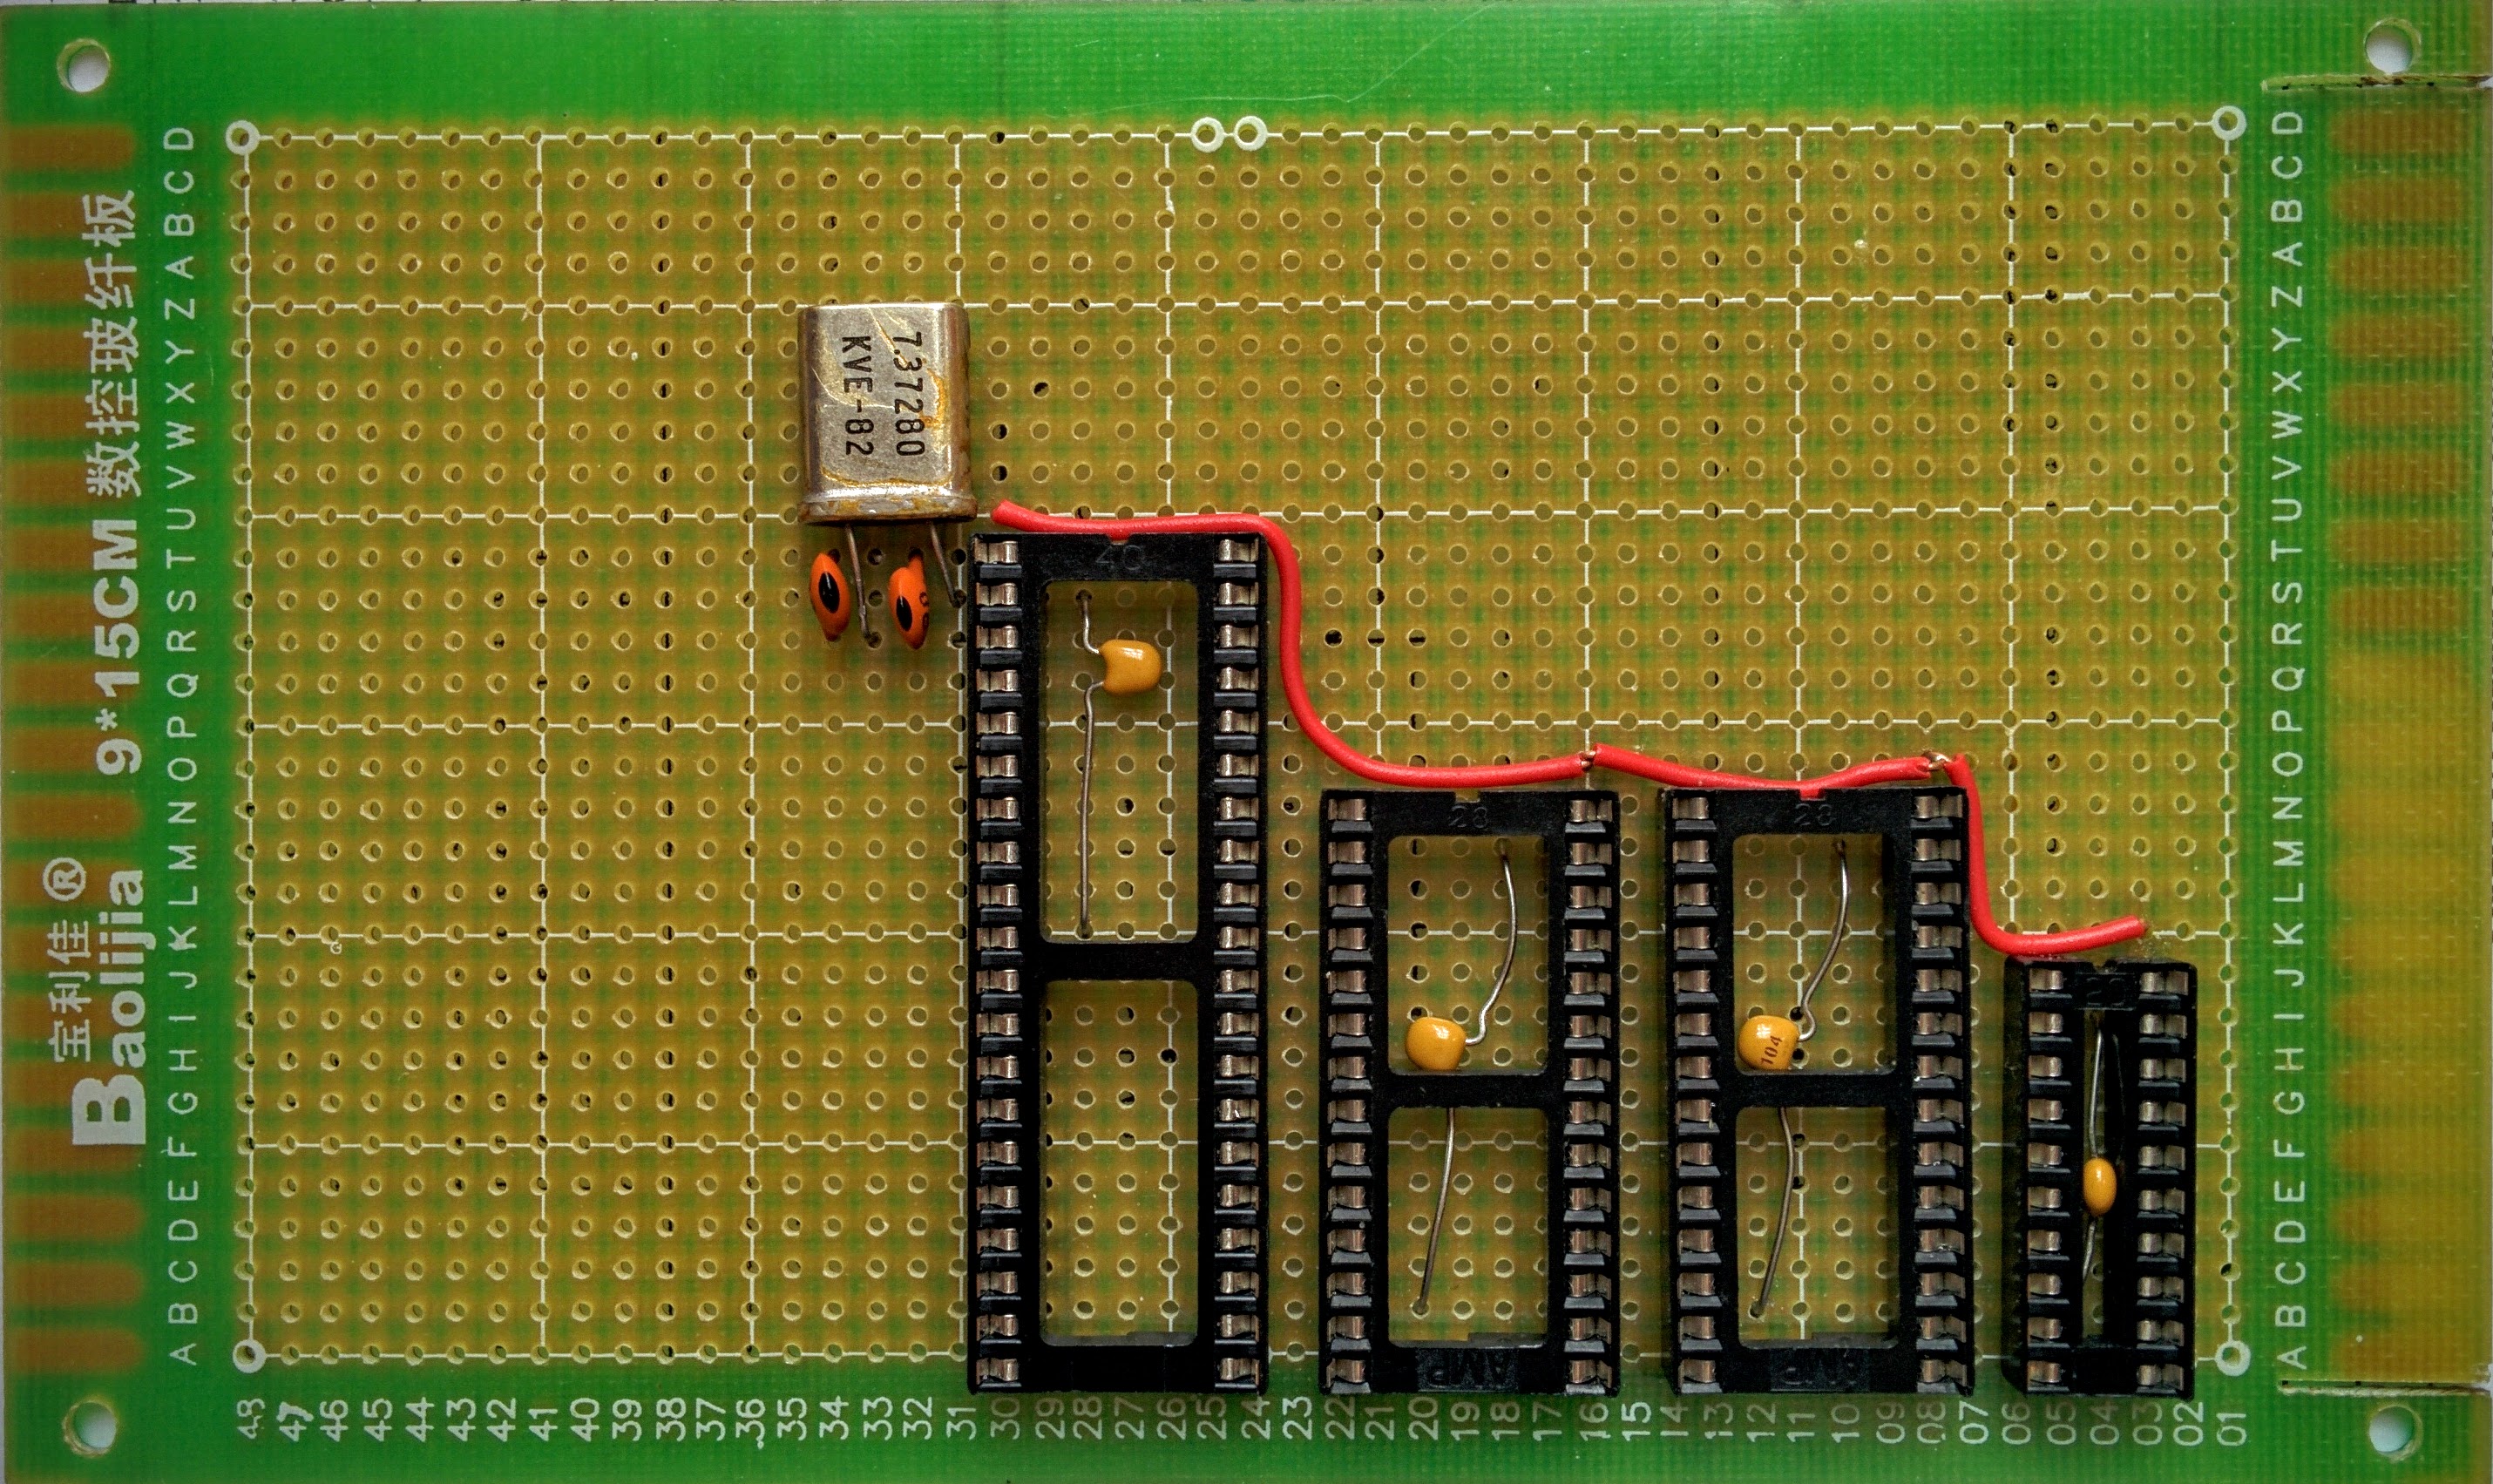 宝利佳®
Baolijia 9*15CM 数控玻纤板
A B C D E F G H I J K L M N O P Q R S T U V W X Y Z A B C D
7.37280
KVE-82
40
28
28
20
104
AMP
AMP
A B C D E F G H I J K L M N O P Q R S T U V W X Y Z A B C D
48 47 46 45 44 43 42 41 40 39 38 37 36 35 34 33 32 31 30 29 28 27 26 25 24 23 22 21 20 19 18 17 16 15 14 13 12 11 10 09 08 07 06 05 04 03 02 01